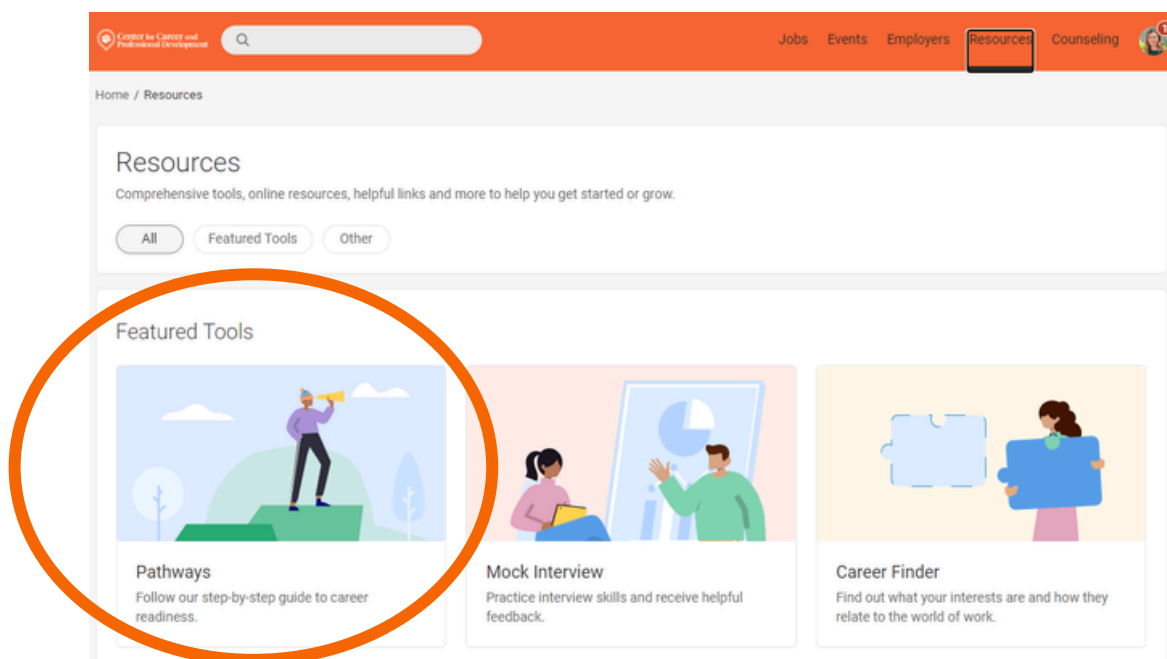 Center for Career and
Professional Development
Jobs Events Employers Resources Counseling
1
Home / Resources
Resources
Comprehensive tools, online resources, helpful links and more to help you get started or grow.
All Featured Tools Other
Featured Tools
Pathways
Follow our step-by-step guide to career
readiness.
Mock Interview
Practice interview skills and receive helpful
feedback.
Career Finder
Find out what your interests are and how they
relate to the world of work.